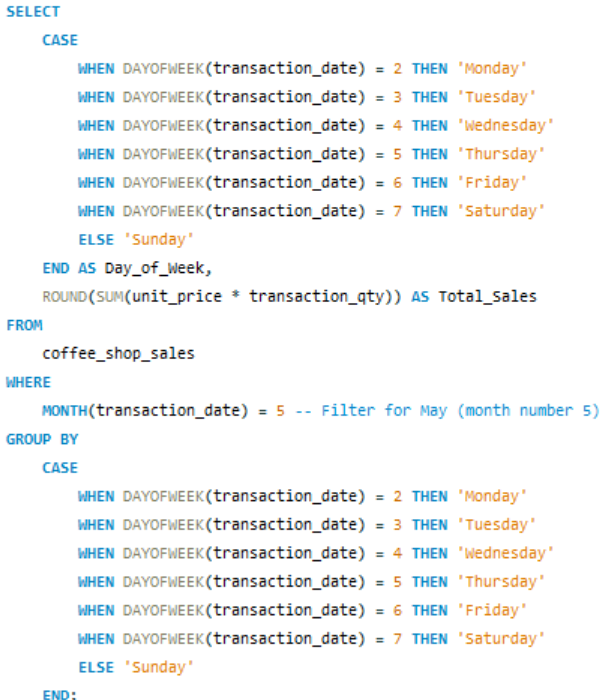 SELECT
CASE
WHEN DAYOFWEEK(transaction_date) = 2 THEN 'Monday'
WHEN DAYOFWEEK(transaction_date) = 3 THEN 'Tuesday'
WHEN DAYOFWEEK(transaction_date) = 4 THEN 'Wednesday'
WHEN DAYOFWEEK(transaction_date) = 5 THEN 'Thursday'
WHEN DAYOFWEEK(transaction_date) = 6 THEN 'Friday'
WHEN DAYOFWEEK(transaction_date) = 7 THEN 'Saturday'
ELSE 'Sunday'
END AS Day_of_Week,
ROUND(SUM(unit_price * transaction_qty)) AS Total_Sales
FROM
coffee_shop_sales
WHERE
MONTH(transaction_date) = 5 -- Filter for May (month number 5)
GROUP BY
CASE
WHEN DAYOFWEEK(transaction_date) = 2 THEN 'Monday'
WHEN DAYOFWEEK(transaction_date) = 3 THEN 'Tuesday'
WHEN DAYOFWEEK(transaction_date) = 4 THEN 'Wednesday'
WHEN DAYOFWEEK(transaction_date) = 5 THEN 'Thursday'
WHEN DAYOFWEEK(transaction_date) = 6 THEN 'Friday'
WHEN DAYOFWEEK(transaction_date) = 7 THEN 'Saturday'
ELSE 'Sunday'
END;